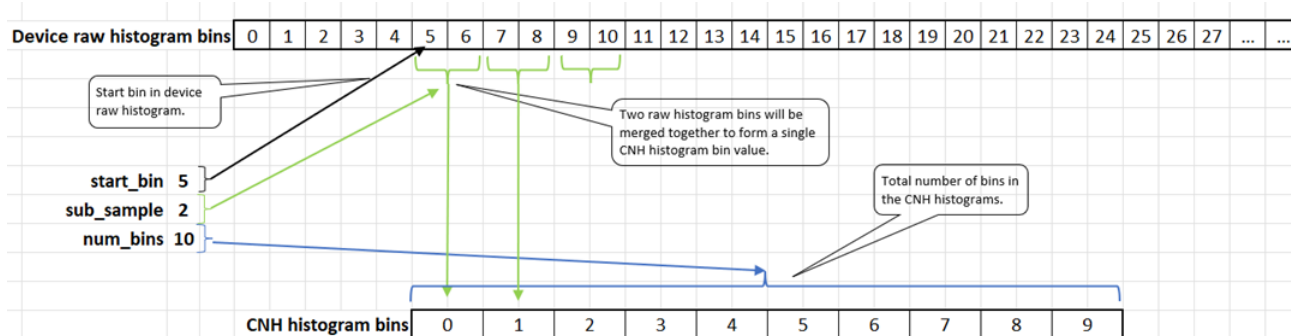 Device raw histogram bins 0 1 2 3 4 5 6 7 8 9 10 11 12 13 14 15 16 17 18 19 20 21 22 23 24 25 26 27 ... ...
Start bin in device
raw histogram.
Two raw histogram bins will be
merged together to form a single
CNH histogram bin value.
start_bin 5
sub_sample 2
num_bins 10
Total number of bins in
the CNH histograms.
CNH histogram bins 0 1 2 3 4 5 6 7 8 9